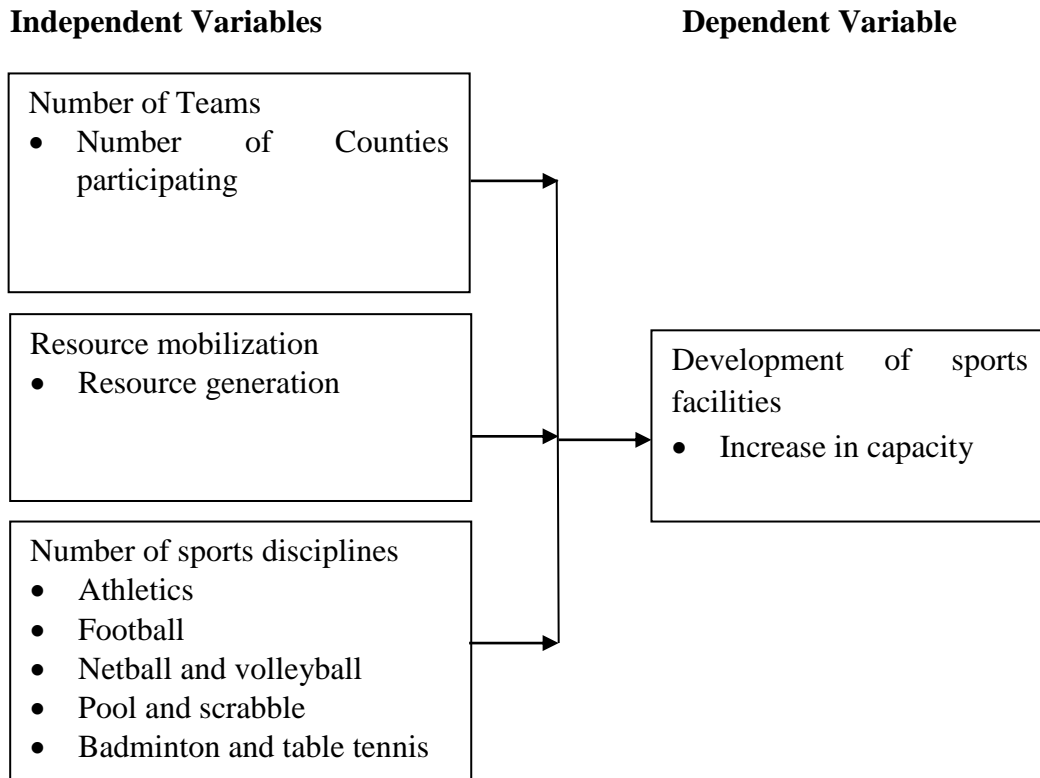 Independent Variables
Dependent Variable
Number of Teams
• Number of Counties
participating
Resource mobilization
• Resource generation
Number of sports disciplines
• Athletics
• Football
• Netball and volleyball
• Pool and scrabble
• Badminton and table tennis
Development of sports
facilities
• Increase in capacity